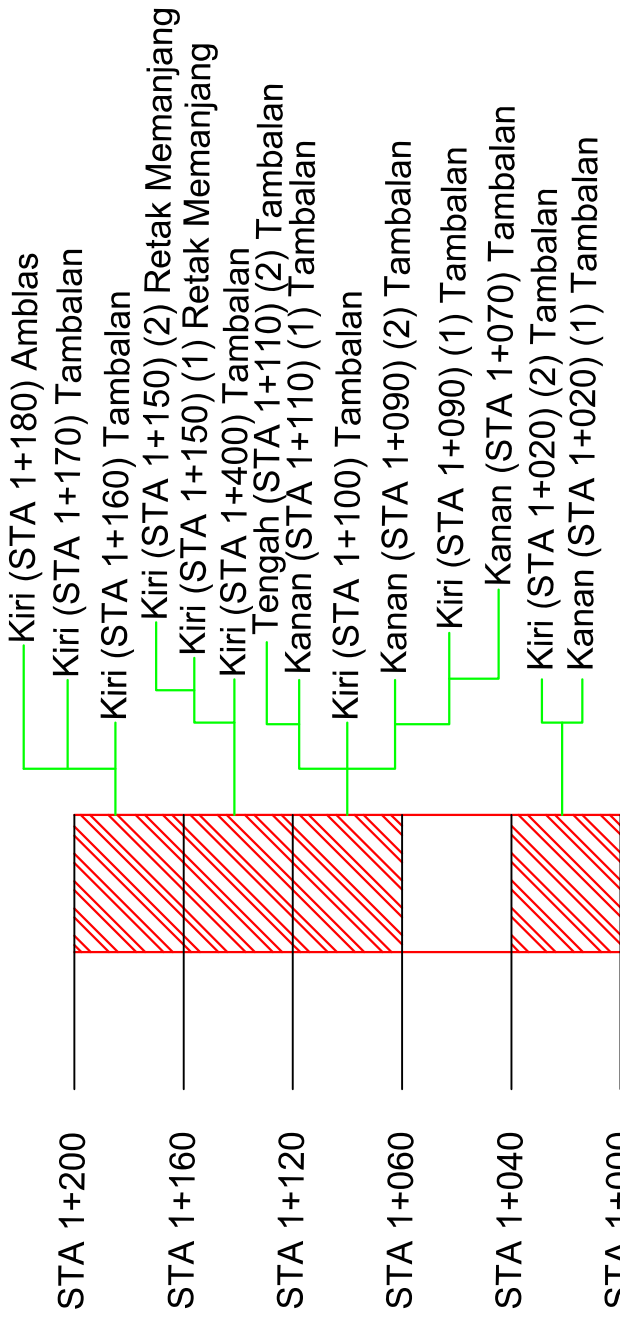 Kiri (STA 1+180) Amblas
Kiri (STA 1+170) Tambalan
Kiri (STA 1+160) Tambalan
Kiri (STA 1+150) (2) Retak Memanjang
Kiri (STA 1+150) (1) Retak Memanjang
Kiri (STA 1+400) Tambalan
Tengah (STA 1+110) (2) Tambalan
Kanan (STA 1+110) (1) Tambalan
Kiri (STA 1+100) Tambalan
Kanan (STA 1+090) (2) Tambalan
Kiri (STA 1+090) (1) Tambalan
Kanan (STA 1+070) Tambalan
Kiri (STA 1+020) (2) Tambalan
Kanan (STA 1+020) (1) Tambalan
STA 1+200
STA 1+160
STA 1+120
STA 1+060
STA 1+040
STA 1+000